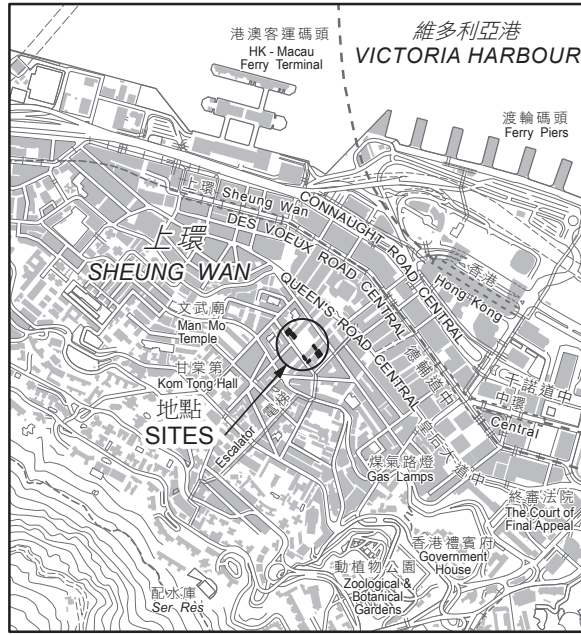 維多利亞港
VICTORIA HARBOUR
港澳客運碼頭
HK - Macau
Ferry Terminal
渡輪碼頭
Ferry Piers
上環 Sheung Wan
CONNAUGHT ROAD CENTRAL
DES VOEUX ROAD CENTRAL
德輔道中
QUEEN'S ROAD CENTRAL
皇后大道中
上環
SHEUNG WAN
香港
Hong Kong
文武廟
Man Mo
Temple
甘棠第
Kom Tong Hall
地點
SITES
電梯
Escalator
干諾道中
中環
Central
煤氣路燈
Gas Lamps
終審法院
The Court of
Final Appeal
香港禮賓府
Government
House
動植物公園
Zoological &
Botanical
Gardens
配水庫
Ser Res